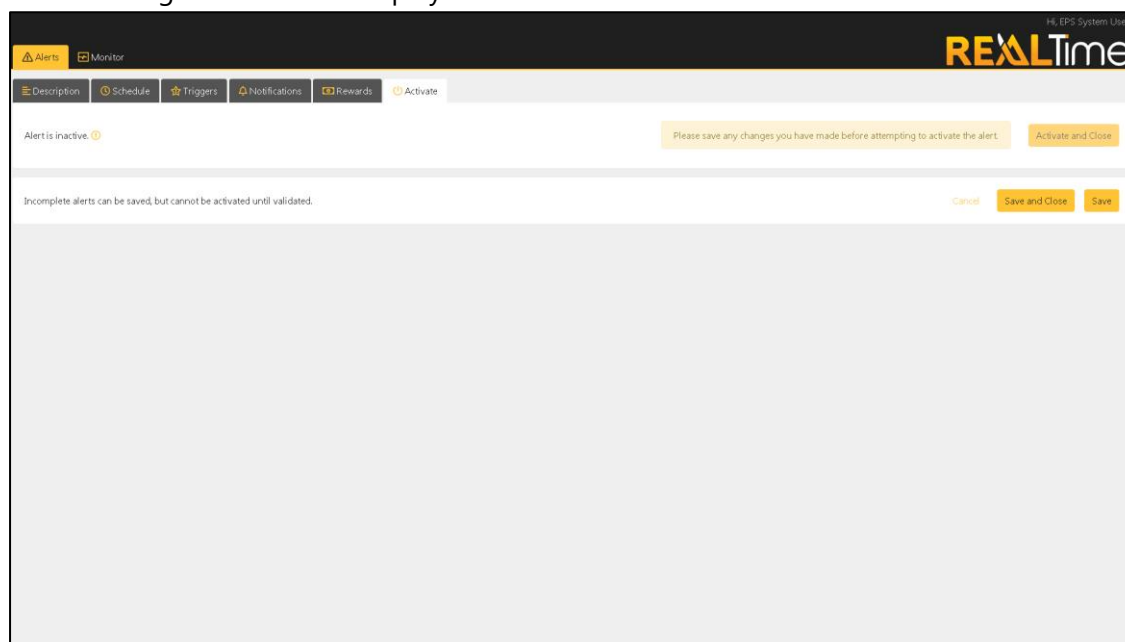 Hi, EPS System Use
REALTime
Alerts Monitor
Description Schedule Triggers Notifications Rewards Activate
Alert is inactive. Please save any changes you have made before attempting to activate the alert. Activate and Close
Incomplete alerts can be saved, but cannot be activated until validated. Cancel Save and Close Save